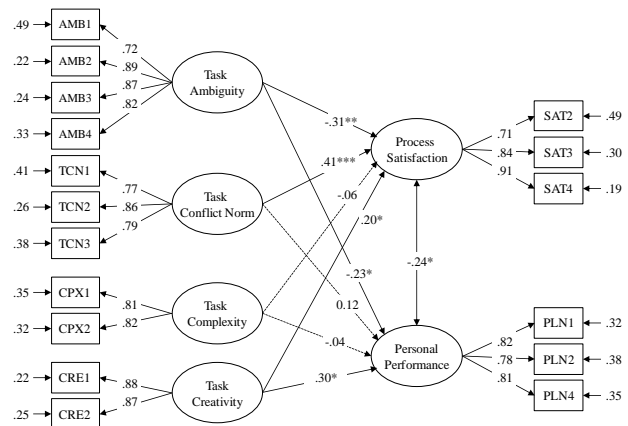 .49 AMB1
.72
.22 AMB2
.89
.24 AMB3
.87
.33 AMB4
.82
Task
Ambiguity
.41 TCN1
.77
.26 TCN2
.86
.38 TCN3
.79
Task
Conflict Norm
.35 CPX1
.81
.32 CPX2
.82
Task
Complexity
.22 CRE1
.88
.25 CRE2
.87
Task
Creativity
-.31**
.41***
-.06
.20*
-.23*
0.12
-.04
.30*
-.24*
Process
Satisfaction
.71 SAT2 .49
.84 SAT3 .30
.91 SAT4 .19
Personal
Performance
.82 PLN1 .32
.78 PLN2 .38
.81 PLN4 .35